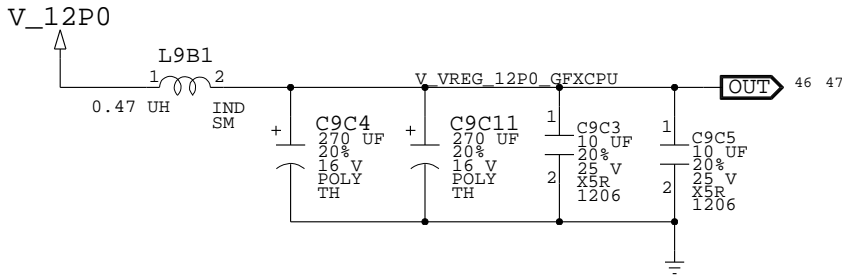 V_12P0
L9B1
1 2
0.47 UH
IND
SM
V_VREG_12P0_GFXCPU
OUT
46 47
+
C9C4
270 UF
20%
16 V
POLY
TH
+
C9C11
270 UF
20%
16 V
POLY
TH
1
2
C9C3
10 UF
20%
25 V
X5R
1206
1
2
C9C5
10 UF
20%
25 V
X5R
1206